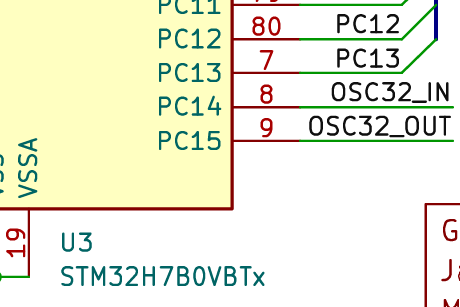 PC11
80 PC12
PC12
7 PC13
PC13
8 OSC32_IN
PC14
9 OSC32_OUT
PC15
VSSA
19
U3
STM32H7B0VBTx